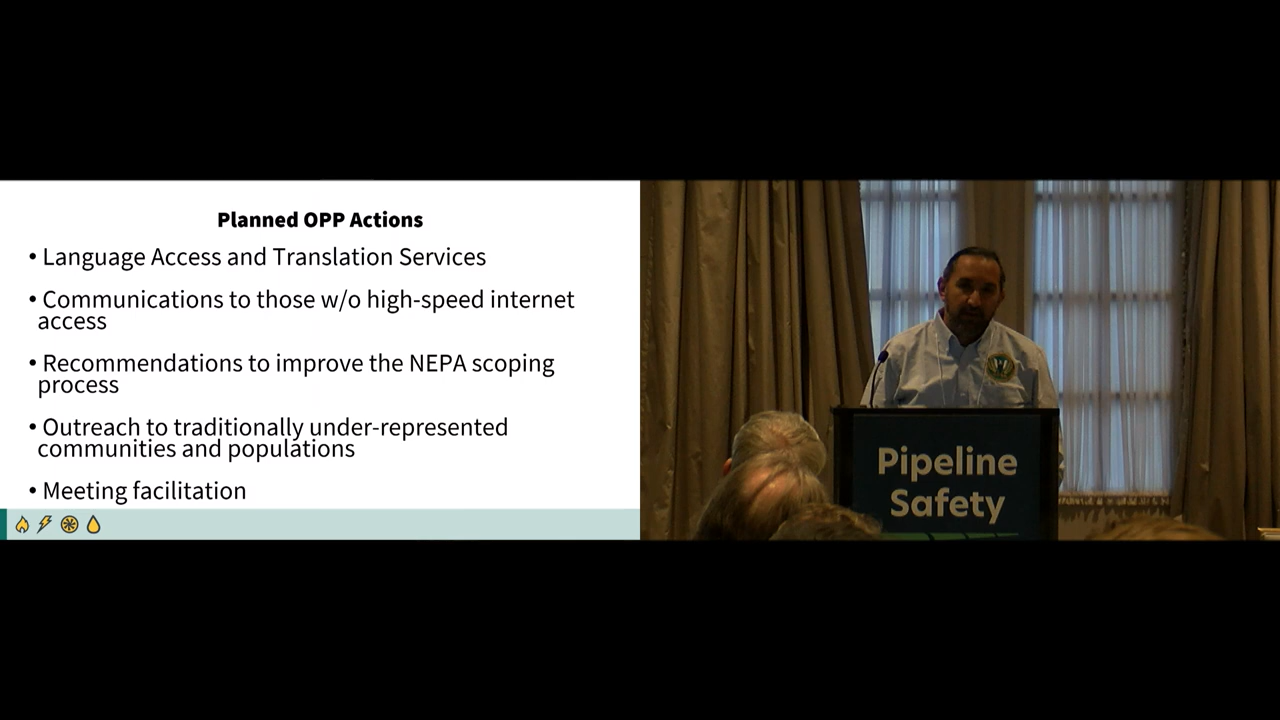 Planned OPP Actions
• Language Access and Translation Services
• Communications to those w/o high-speed internet
access
• Recommendations to improve the NEPA scoping
process
• Outreach to traditionally under-represented
communities and populations
• Meeting facilitation
Pipeline
Safety